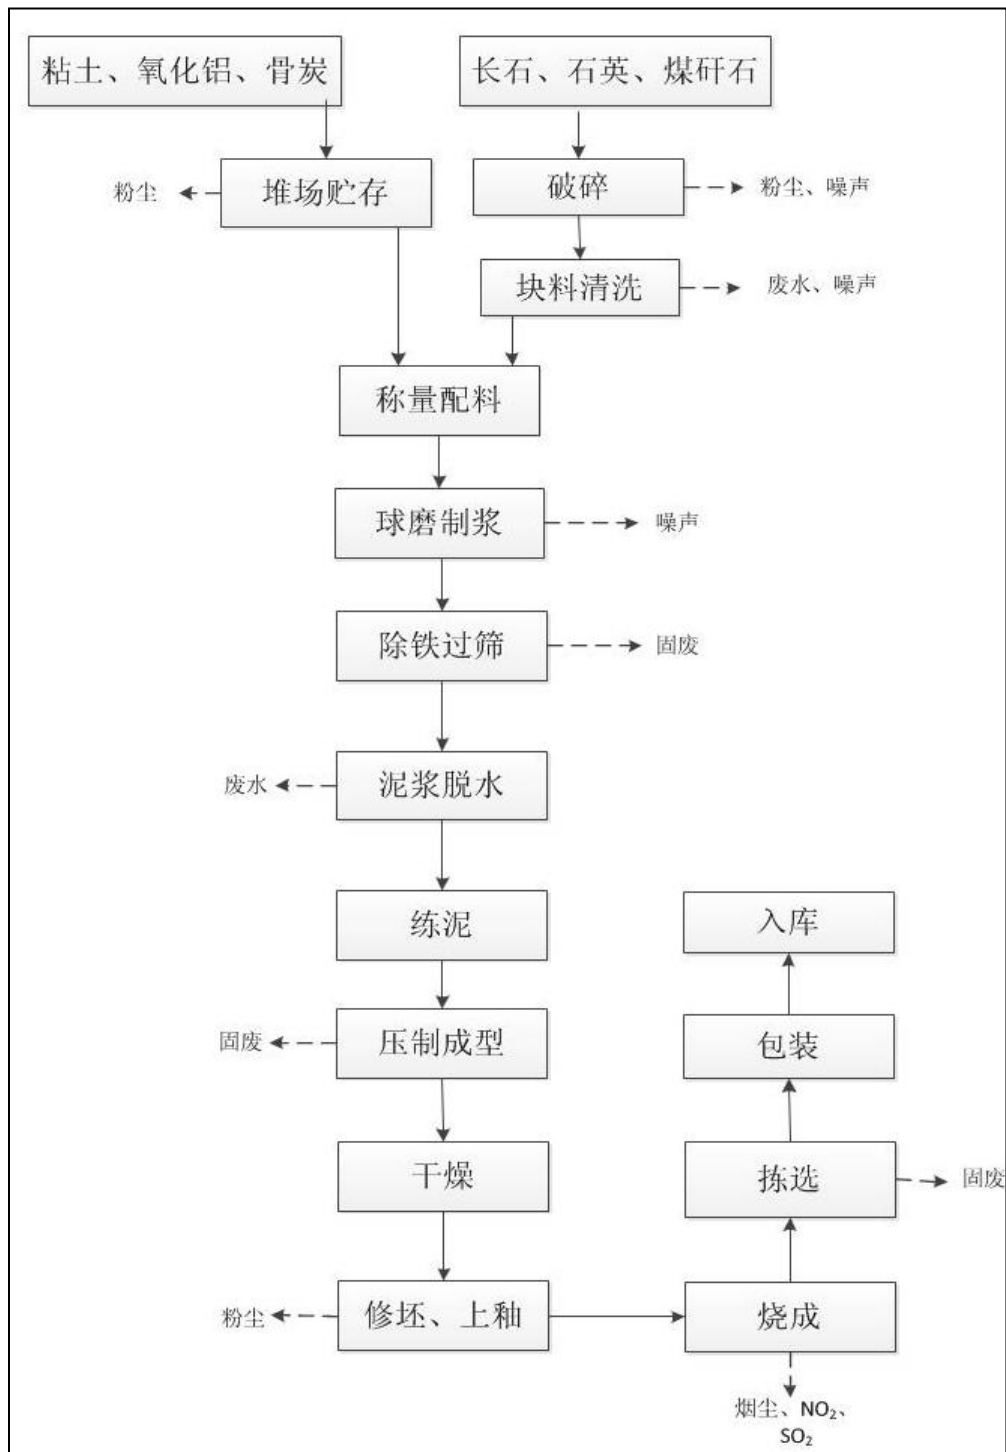 粘土、氧化铝、骨炭
长石、石英、煤矸石
粉尘
堆场贮存
破碎
粉尘、噪声
块料清洗
废水、噪声
称量配料
球磨制浆
噪声
除铁过筛
固废
废水
泥浆脱水
练泥
入库
固废
压制成型
包装
干燥
拣选
固废
粉尘
修坯、上釉
烧成
烟尘、NO₂、
SO₂